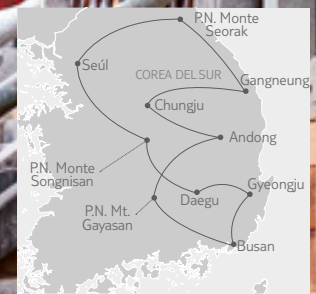 P.N. Monte
Seorak
Seúl
COREA DEL SUR
Gangneung
Chungju
Andong
P.N. Monte
Songnisan
Gyeongju
Daegu
P.N. Mt.
Gayasan
Busan